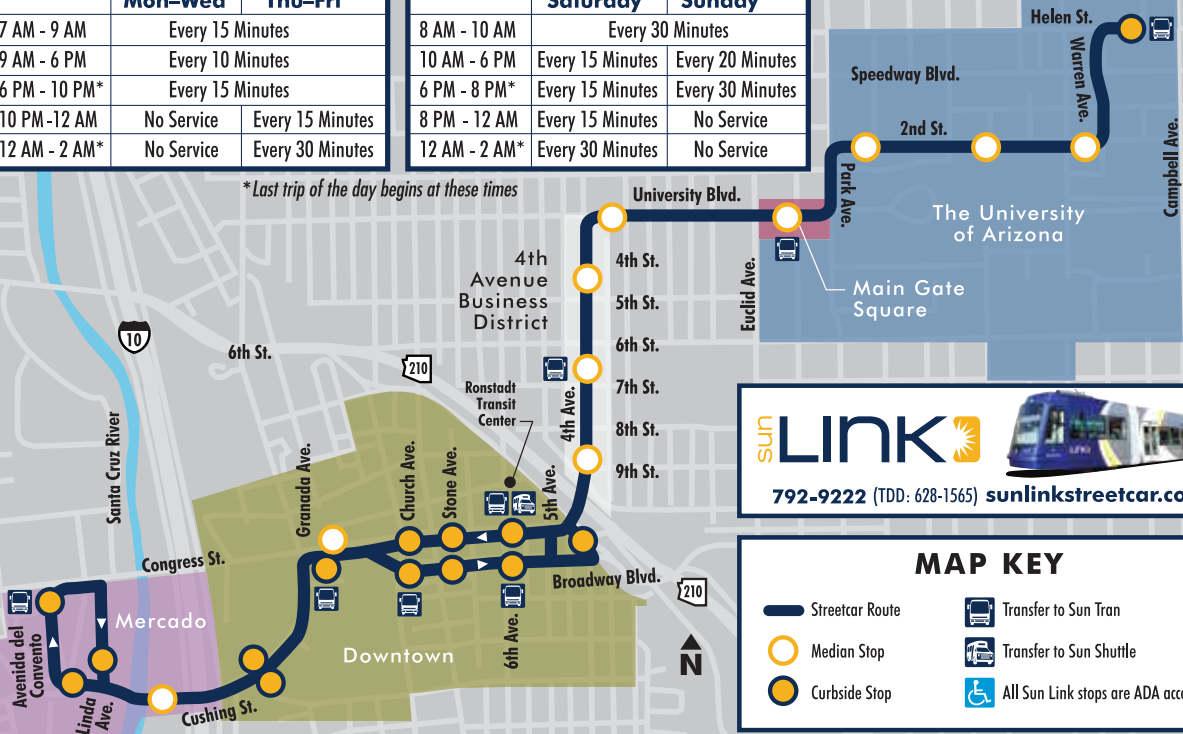 Mon–Wed Thu–Fri
7 AM - 9 AM Every 15 Minutes
9 AM - 6 PM Every 10 Minutes
6 PM - 10 PM* Every 15 Minutes
10 PM -12 AM No Service Every 15 Minutes
12 AM - 2 AM* No Service Every 30 Minutes
Saturday Sunday
8 AM - 10 AM Every 30 Minutes
10 AM - 6 PM Every 15 Minutes Every 20 Minutes
6 PM - 8 PM* Every 15 Minutes Every 30 Minutes
8 PM - 12 AM Every 15 Minutes No Service
12 AM - 2 AM* Every 30 Minutes No Service
*Last trip of the day begins at these times
Helen St.
Warren Ave.
Speedway Blvd.
2nd St.
Campbell Ave.
Park Ave.
University Blvd.
The University
of Arizona
Main Gate
Square
Euclid Ave.
4th
Avenue
Business
District
4th St.
5th St.
6th St.
7th St.
8th St.
9th St.
4th Ave.
10
6th St.
210
Ronstadt
Transit
Center
Santa Cruz River
Granada Ave.
Church Ave.
Stone Ave.
5th Ave.
Congress St.
Broadway Blvd.
210
6th Ave.
Mercado
Downtown
Avenida del
Convento
Linda
Ave.
Cushing St.
N
sun LINK
792-9222 (TDD: 628-1565) sunlinkstreetcar.co
MAP KEY
Streetcar Route
Median Stop
Curbside Stop
Transfer to Sun Tran
Transfer to Sun Shuttle
All Sun Link stops are ADA acce